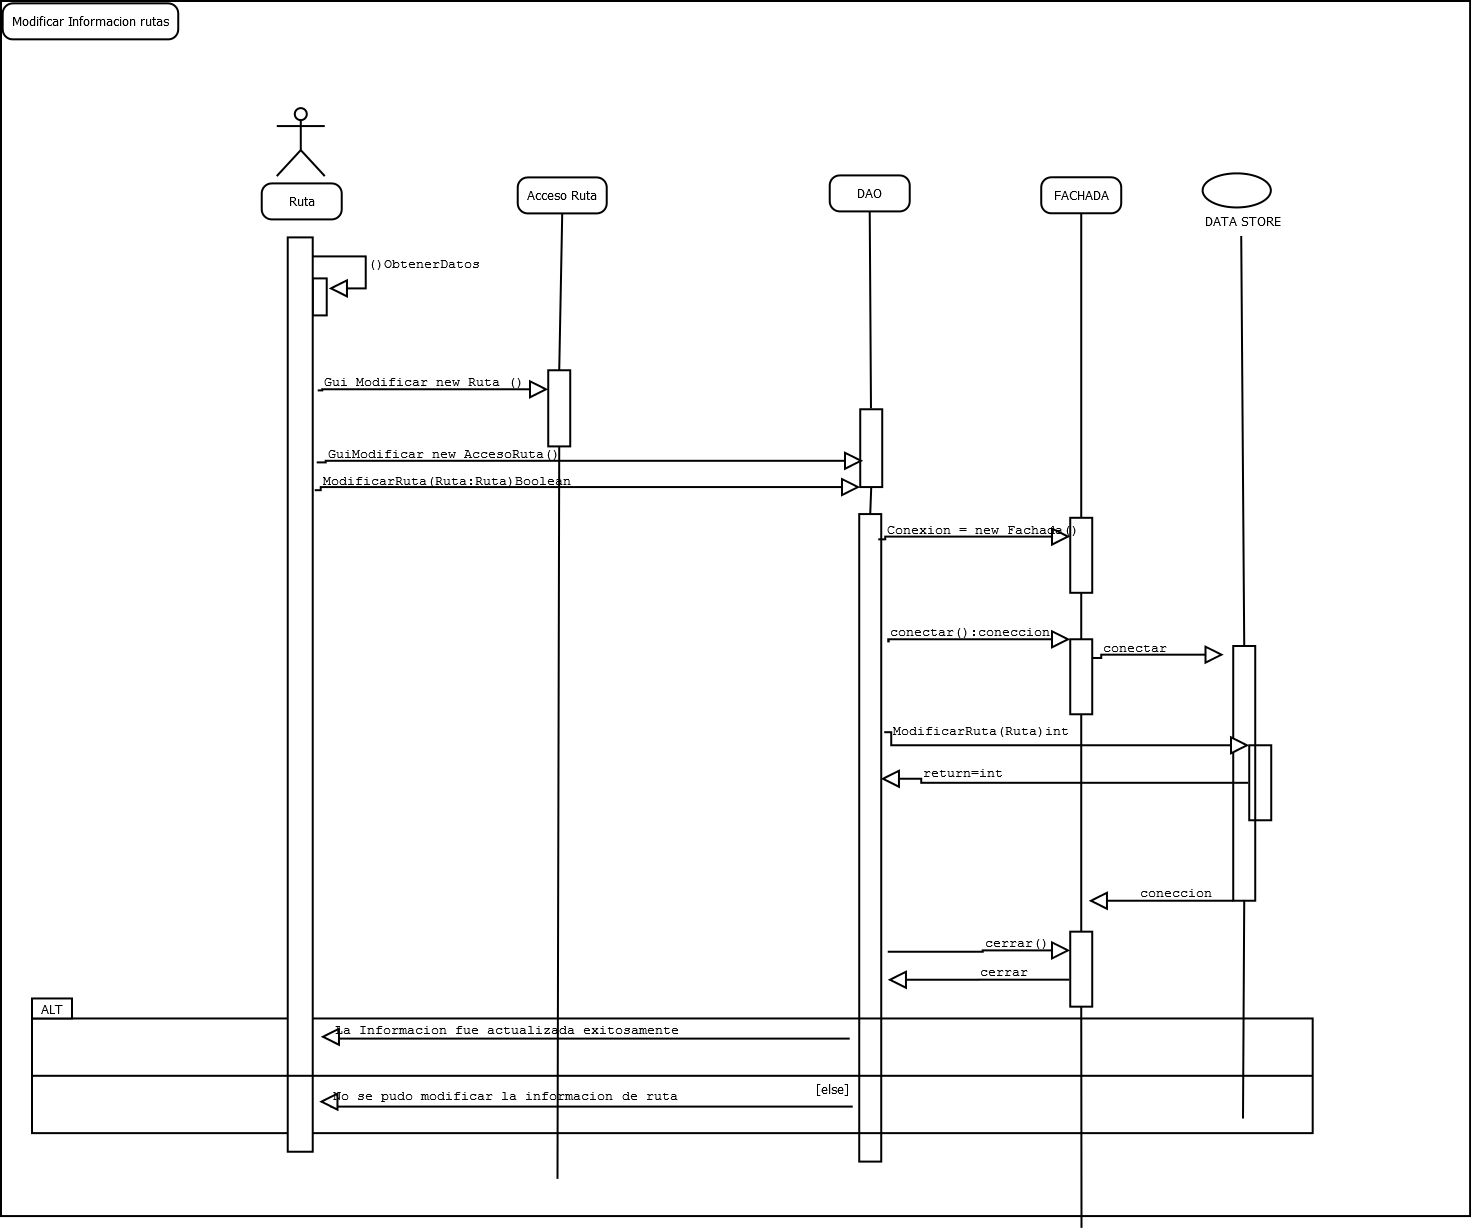 Modificar Informacion rutas
Ruta
Acceso Ruta
DAO
FACHADA
DATA STORE
()ObtenerDatos
Gui Modificar new Ruta ()
GuiModificar new AccesoRuta()
ModificarRuta(Ruta:Ruta)Boolean
Conexion = new Fachada()
conectar():coneccion
conectar
ModificarRuta(Ruta)int
return=int
coneccion
cerrar()
cerrar
ALT
La Informacion fue actualizada exitosamente
[else]
No se pudo modificar la informacion de ruta